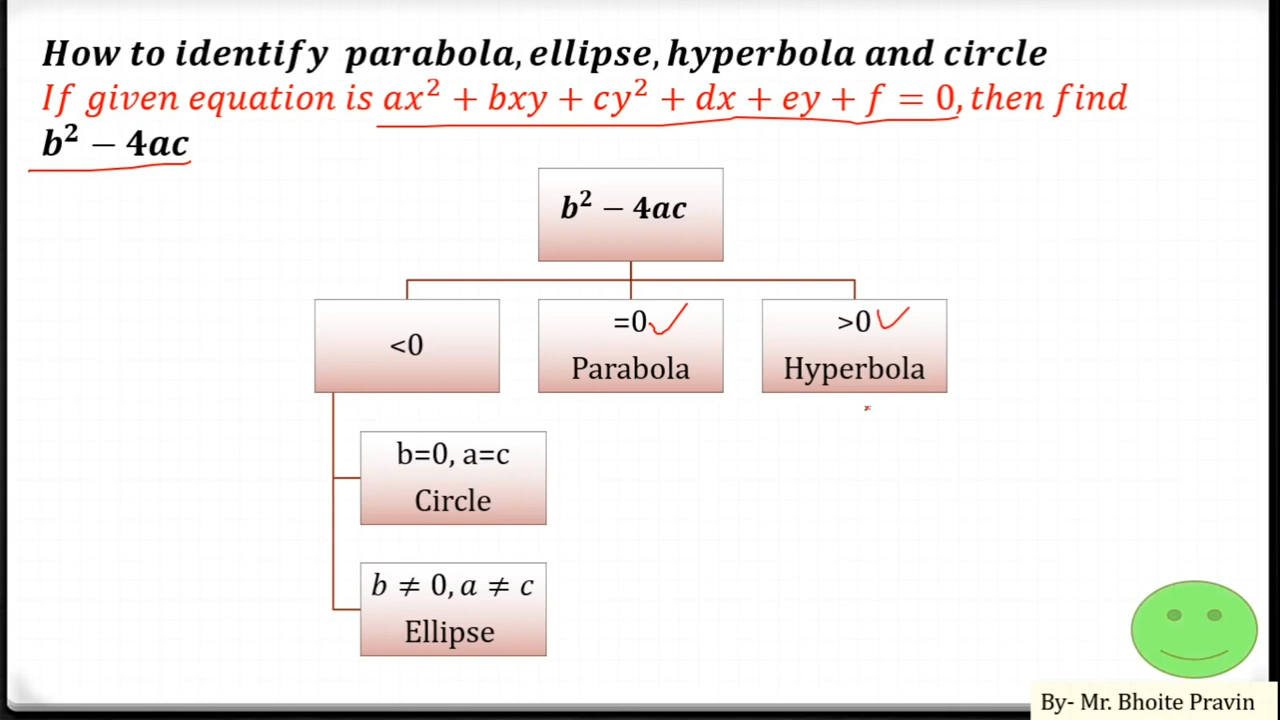 How to identify parabola, ellipse, hyperbola and circle
If given equation is ax² + bxy + cy² + dx + ey + f = 0, then find
b² − 4ac
b² − 4ac
<0
=0
Parabola
>0
Hyperbola
b=0, a=c
Circle
b ≠ 0, a ≠ c
Ellipse
By- Mr. Bhoite Pravin